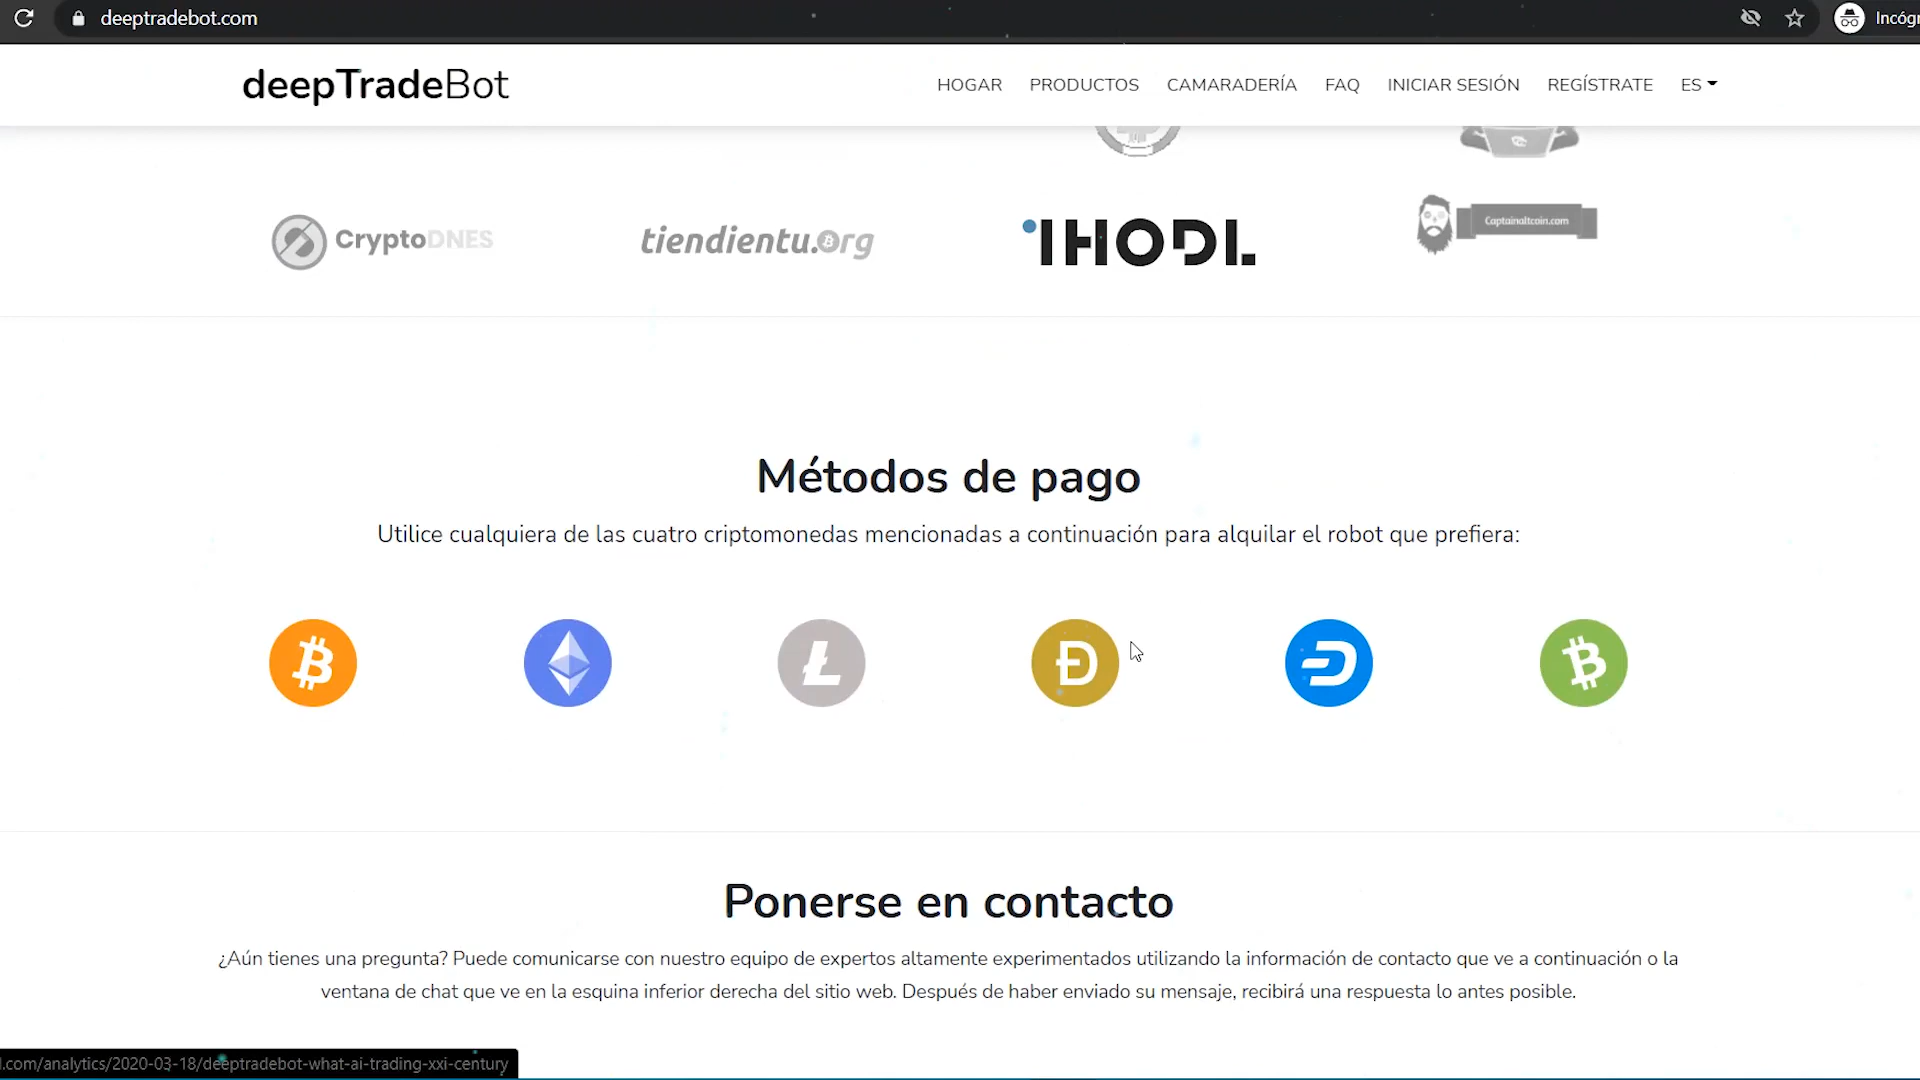 deeptradebot.com
Incógn
deepTradeBot
HOGAR PRODUCTOS CAMARADERÍA FAQ INICIAR SESIÓN REGÍSTRATE ES
CryptoDNES
tiendientu.org
IHODL.
Captainaltcoin.com
Métodos de pago
Utilice cualquiera de las cuatro criptomonedas mencionadas a continuación para alquilar el robot que prefiera:
Ponerse en contacto
¿Aún tienes una pregunta? Puede comunicarse con nuestro equipo de expertos altamente experimentados utilizando la información de contacto que ve a continuación o la
ventana de chat que ve en la esquina inferior derecha del sitio web. Después de haber enviado su mensaje, recibirá una respuesta lo antes posible.
l.com/analytics/2020-03-18/deeptradebot-what-ai-trading-xxi-century